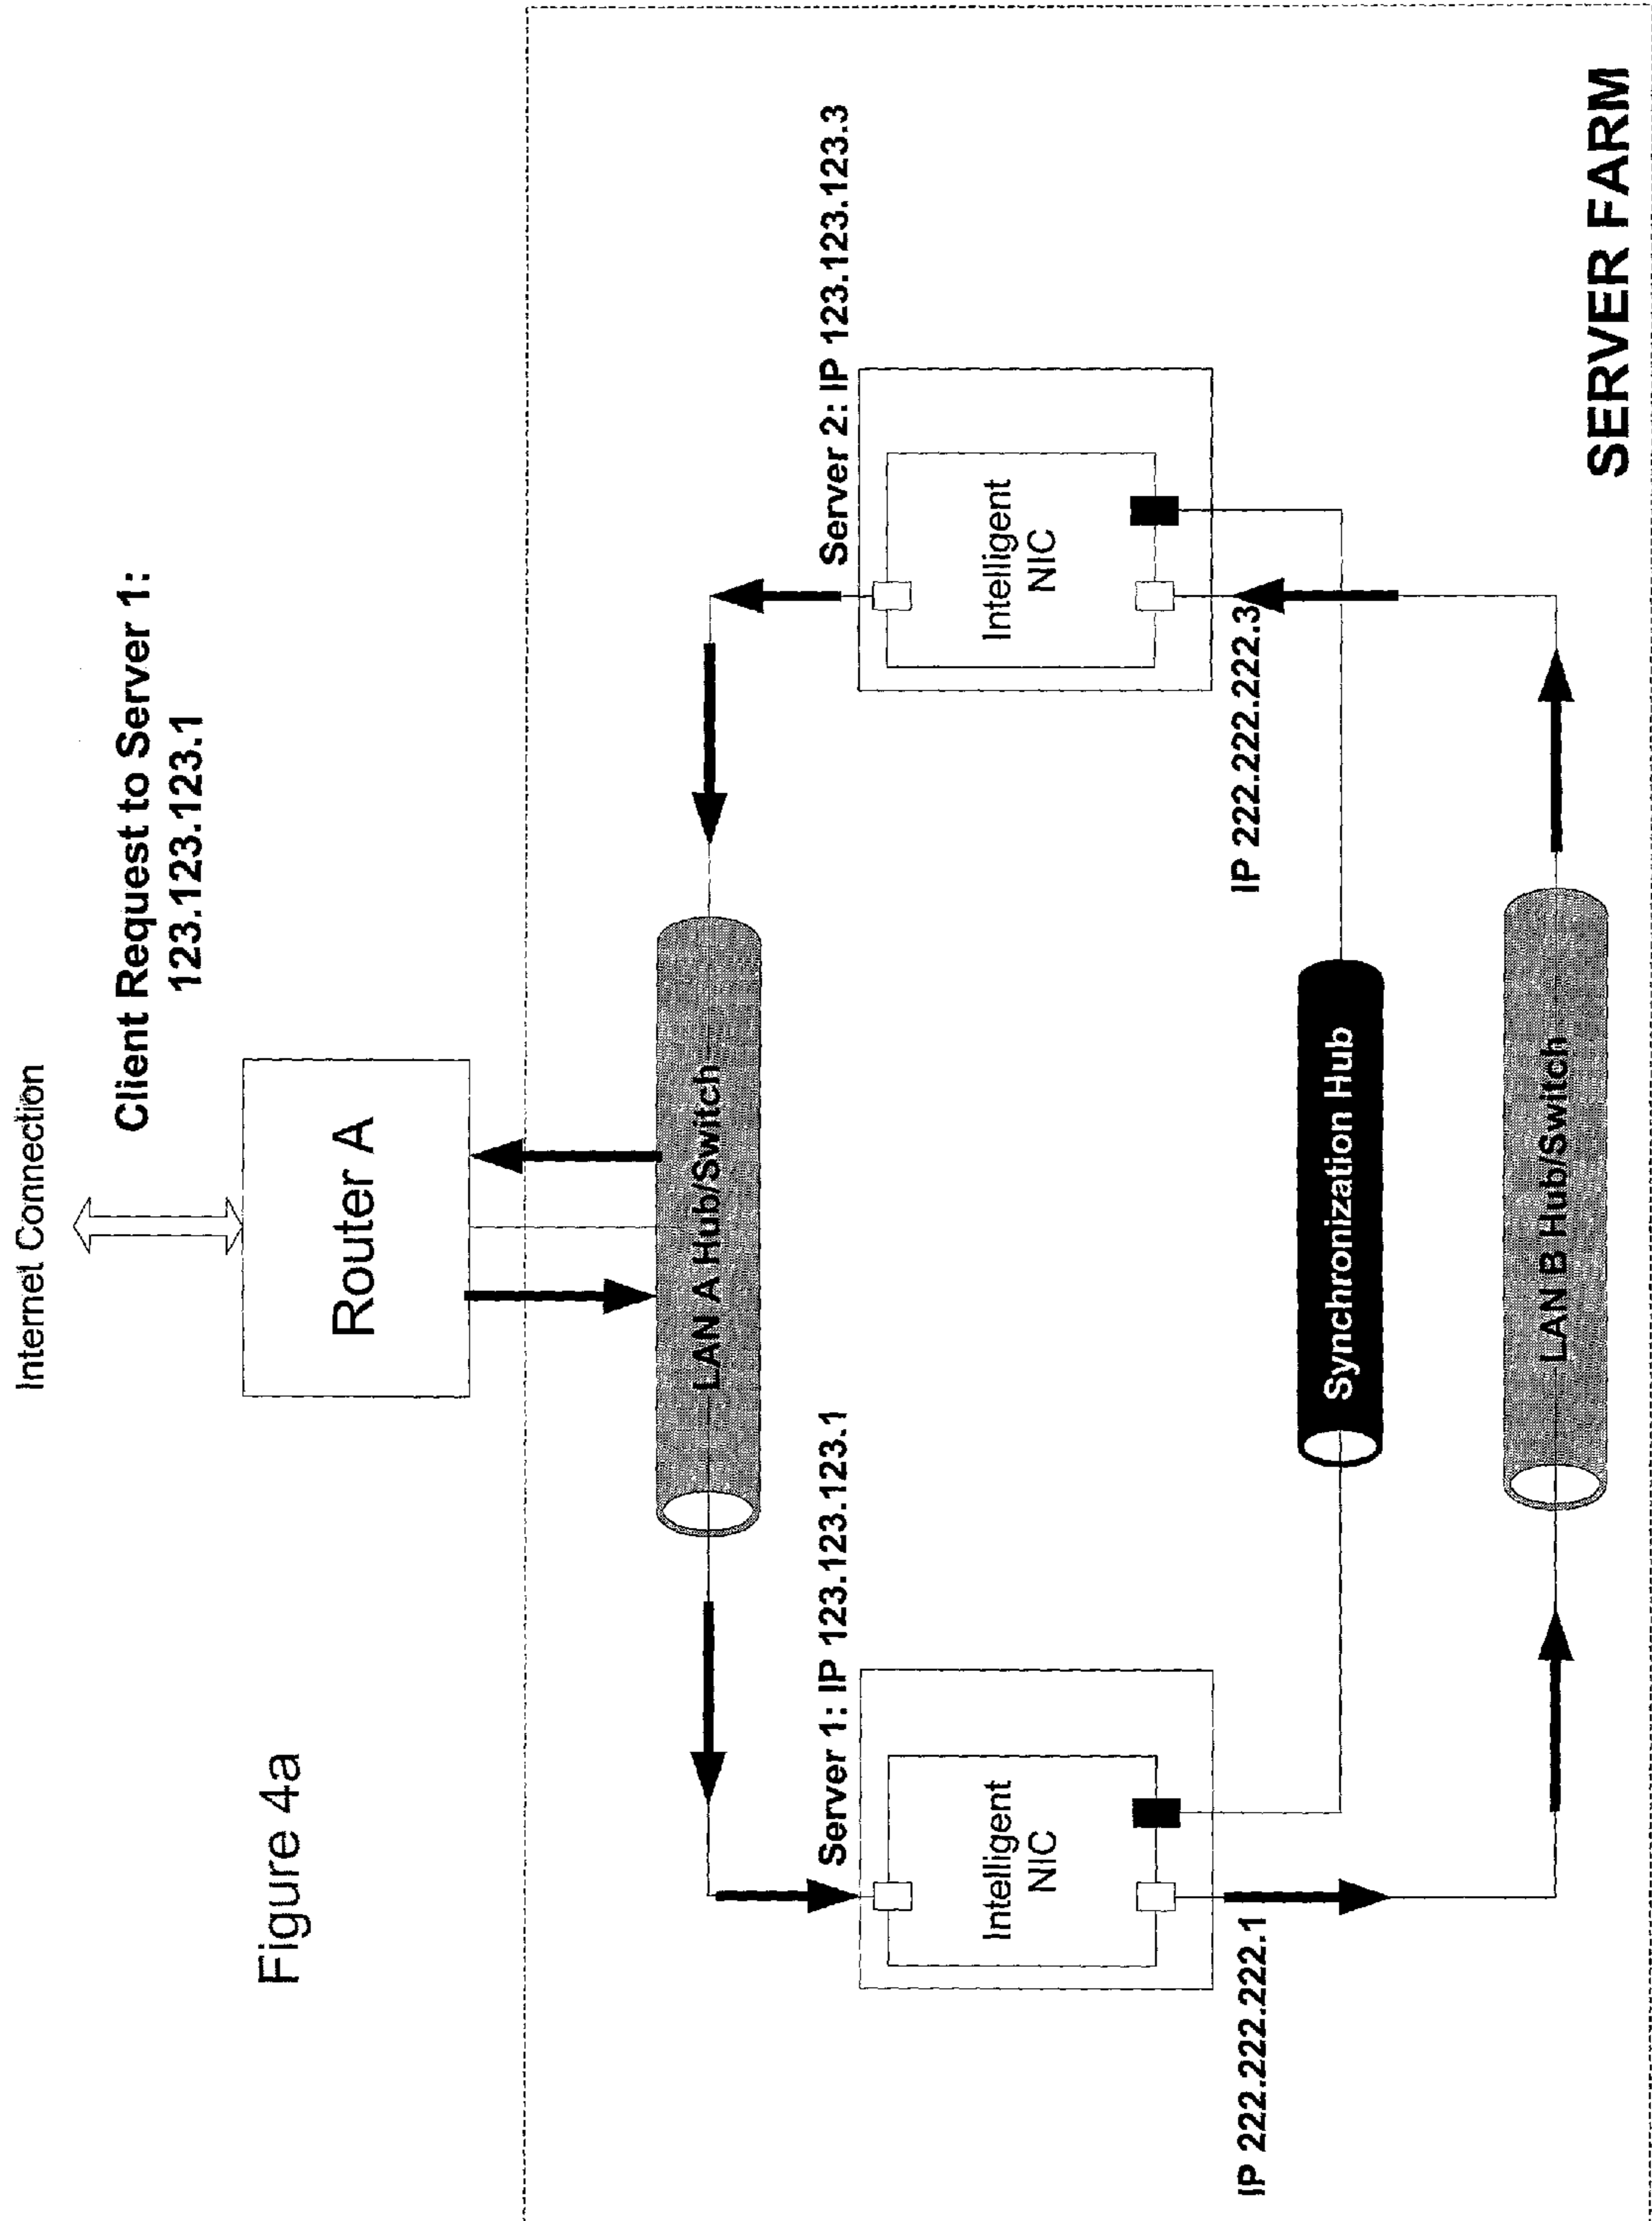 Figure 4a
Internet Connection
Client Request to Server 1:
123.123.123.1
Router A
LAN A Hub/Switch
Server 1: IP 123.123.123.1
Server 2: IP 123.123.123.3
Intelligent
NIC
Intelligent
NIC
IP 222.222.222.1
IP 222.222.222.3
Synchronization Hub
LAN B Hub/Switch
SERVER FARM